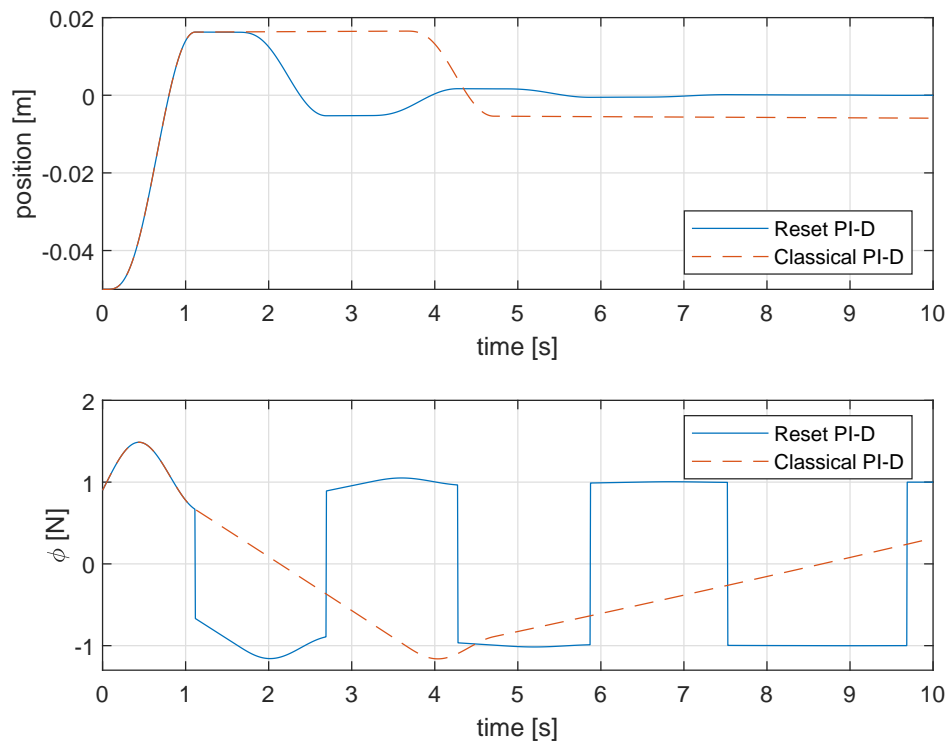 0.02
0
-0.02
-0.04
position [m]
Reset PI-D
Classical PI-D
0 1 2 3 4 5 6 7 8 9 10
time [s]
2
1
0
-1
ϕ [N]
Reset PI-D
Classical PI-D
0 1 2 3 4 5 6 7 8 9 10
time [s]